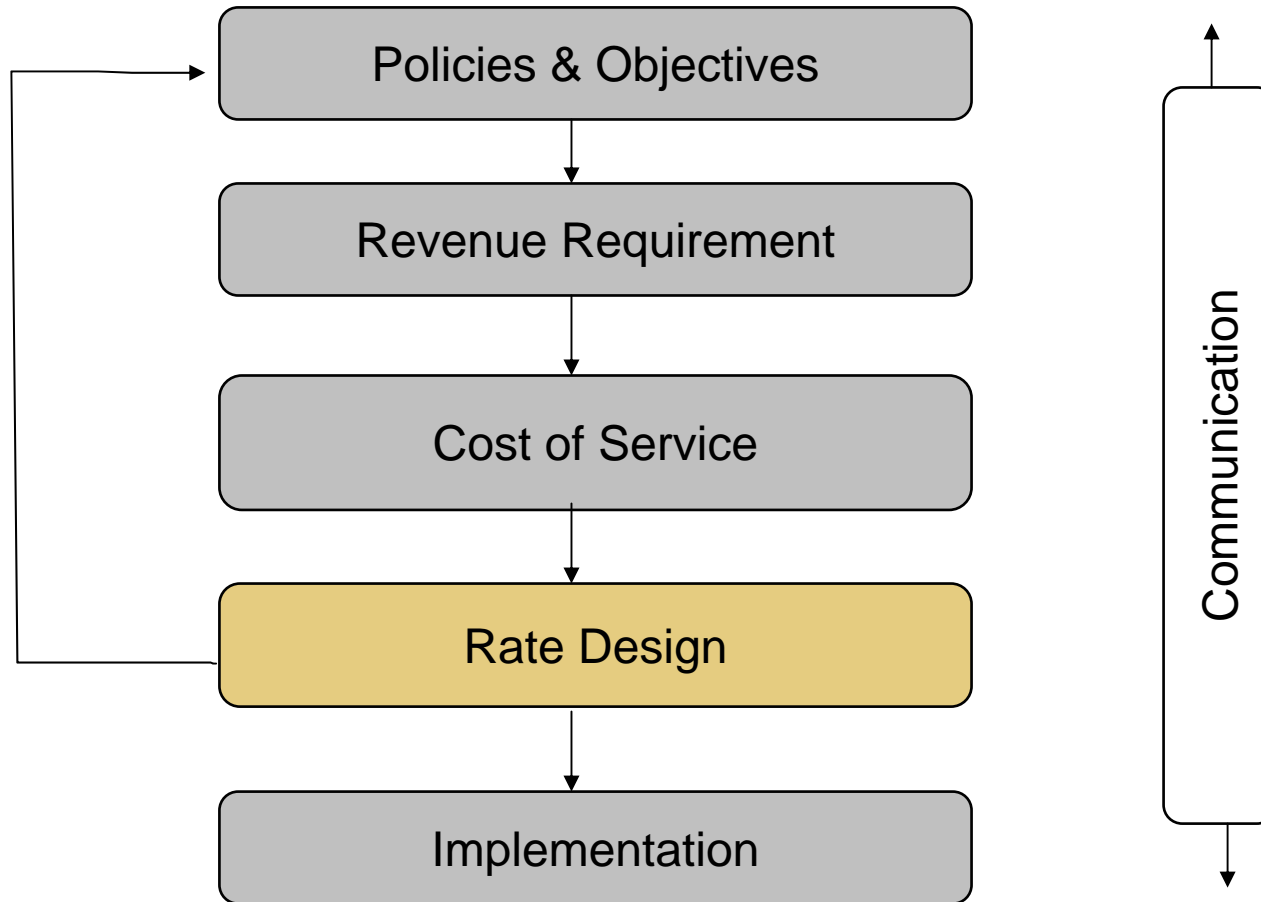 Policies & Objectives
Revenue Requirement
Cost of Service
Rate Design
Implementation
Communication